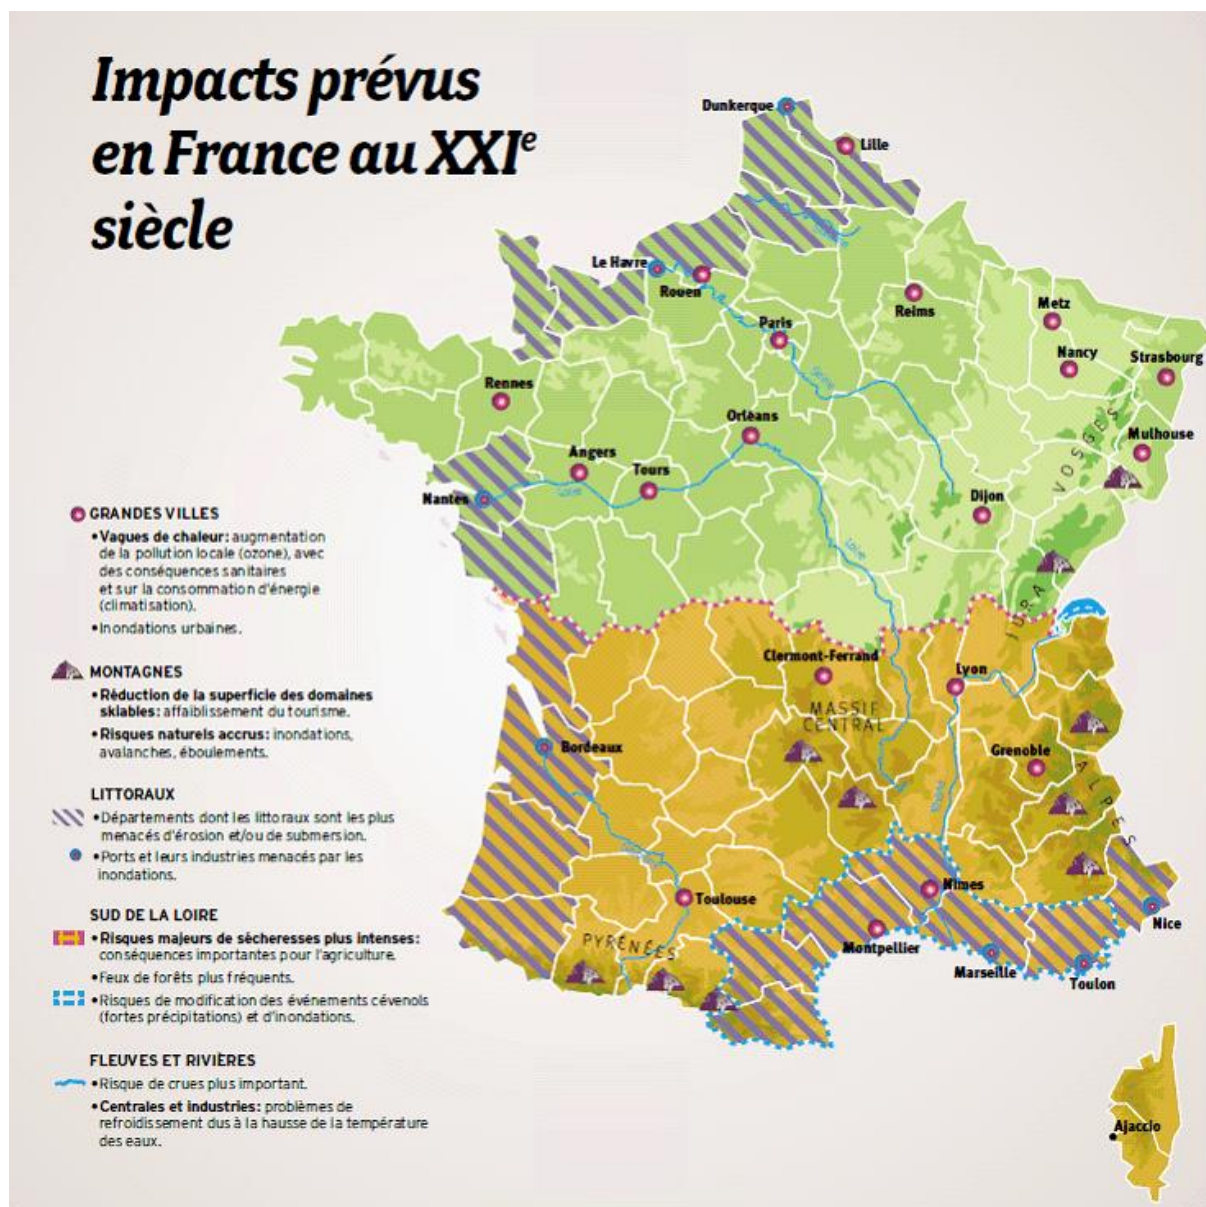 Impacts prévus
en France au XXIe
siècle
Dunkerque
Lille
Le Havre
Rouen
Reims
Metz
Paris
Nancy
Strasbourg
Seine
Rennes
Orléans
VOSGES
Mulhouse
Angers
Tours
Nantes
Loire
Dijon
Loire
JURA
Clermont-Ferrand
Lyon
MASSIF
CENTRAL
Bordeaux
Grenoble
ALPES
Rhône
Toulouse
Nîmes
PYRÉNÉES
Montpellier
Nice
Marseille
Toulon
Ajaccio
GRANDES VILLES
•Vagues de chaleur: augmentation
de la pollution locale (ozone), avec
des conséquences sanitaires
et sur la consommation d'énergie
(climatisation).
•Inondations urbaines.
MONTAGNES
•Réduction de la superficie des domaines
skiables: affaiblissement du tourisme.
•Risques naturels accrus: inondations,
avalanches, éboulements.
LITTORAUX
•Départements dont les littoraux sont les plus
menacés d'érosion et/ou de submersion.
•Ports et leurs industries menacés par les
inondations.
SUD DE LA LOIRE
•Risques majeurs de sécheresses plus intenses:
conséquences importantes pour l'agriculture.
•Feux de forêts plus fréquents.
•Risques de modification des événements cévenols
(fortes précipitations) et d'inondations.
FLEUVES ET RIVIÈRES
•Risque de crues plus important.
•Centrales et industries: problèmes de
refroidissement dus à la hausse de la température
des eaux.